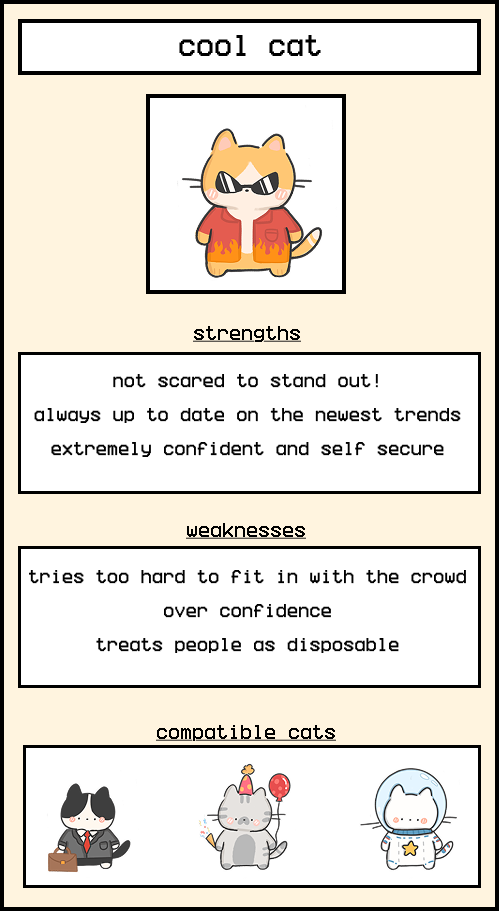 cool cat
strengths
not scared to stand out!
always up to date on the newest trends
extremely confident and self secure
weaknesses
tries too hard to fit in with the crowd
over confidence
treats people as disposable
compatible cats